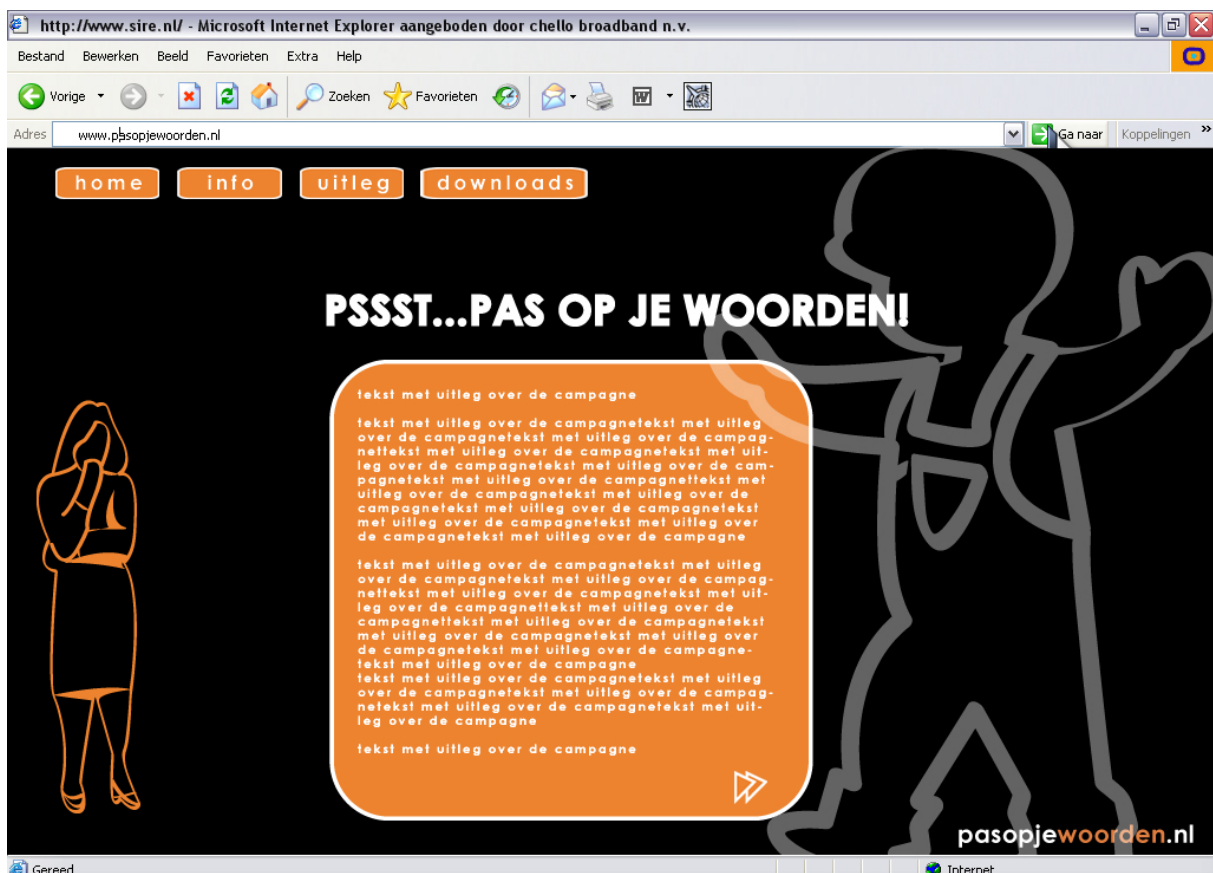 http://www.sire.nl/ - Microsoft Internet Explorer aangeboden door chello broadband n.v.
Bestand Bewerken Beeld Favorieten Extra Help
Vorige Zoeken Favorieten
Adres www.pasopjewoorden.nl Ga naar Koppelingen »
home info uitleg downloads
PSSST...PAS OP JE WOORDEN!
tekst met uitleg over de campagne
tekst met uitleg over de campagnetekst met uitleg
over de campagnetekst met uitleg over de campag-
nettekst met uitleg over de campagnetekst met uit-
leg over de campagnetekst met uitleg over de cam-
pagnetekst met uitleg over de campagnettekst met
uitleg over de campagnetekst met uitleg over de
campagnetekst met uitleg over de campagnetekst
met uitleg over de campagnetekst met uitleg over
de campagnetekst met uitleg over de campagne
tekst met uitleg over de campagnetekst met uitleg
over de campagnetekst met uitleg over de campag-
nettekst met uitleg over de campagnetekst met uit-
leg over de campagnettekst met uitleg over de
campagnettekst met uitleg over de campagnetekst
met uitleg over de campagnetekst met uitleg over
de campagnetekst met uitleg over de campagne-
tekst met uitleg over de campagne
tekst met uitleg over de campagnetekst met uitleg
over de campagnetekst met uitleg over de campag-
netekst met uitleg over de campagnetekst met uit-
leg over de campagne
tekst met uitleg over de campagne
pasopjewoorden.nl
Gereed Internet